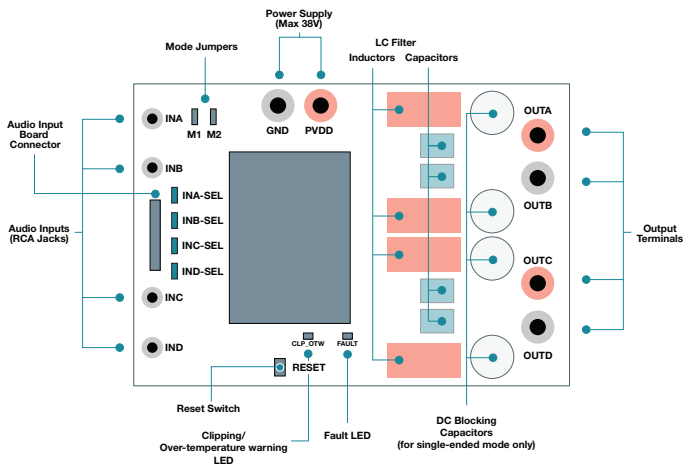 Power Supply
(Max 38V)
LC Filter
Mode Jumpers
Inductors
Capacitors
Audio Input
Board
Connector
INA
M1 M2
GND
PVDD
OUTA
INB
INA-SEL
INB-SEL
INC-SEL
IND-SEL
OUTB
Audio Inputs
(RCA Jacks)
Output
Terminals
OUTC
INC
IND
CLP_OTW
FAULT
RESET
OUTD
Reset Switch
Clipping/
Over-temperature warning
LED
Fault LED
DC Blocking
Capacitors
(for single-ended mode only)